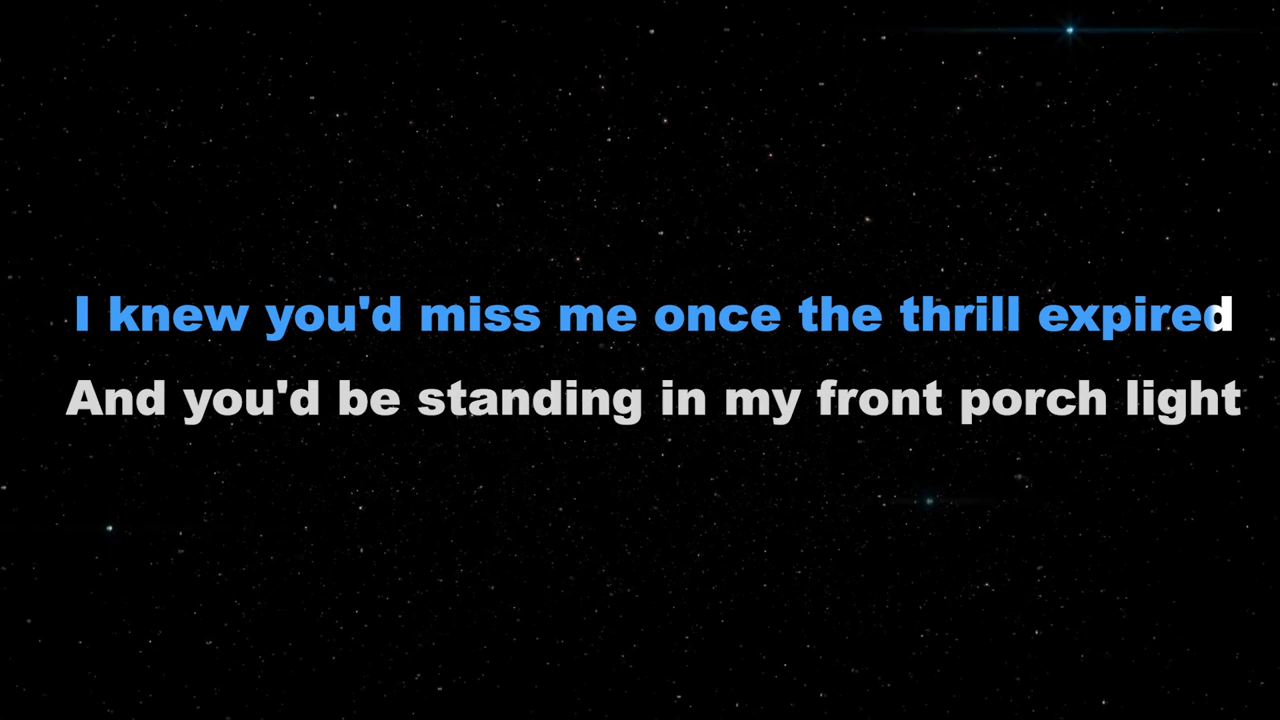 I knew you'd miss me once the thrill expired
And you'd be standing in my front porch light